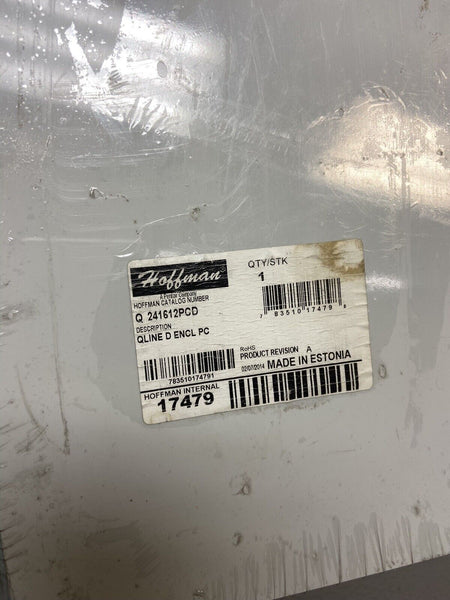 Hoffman
A Pentair Company
HOFFMAN CATALOG NUMBER
Q 241612PCD
DESCRIPTION
QLINE D ENCL PC
783510174791
HOFFMAN INTERNAL
17479
QTY/STK
1
7 83510 17479
RoHS
PRODUCT REVISION A
02/07/2014 MADE IN ESTONIA